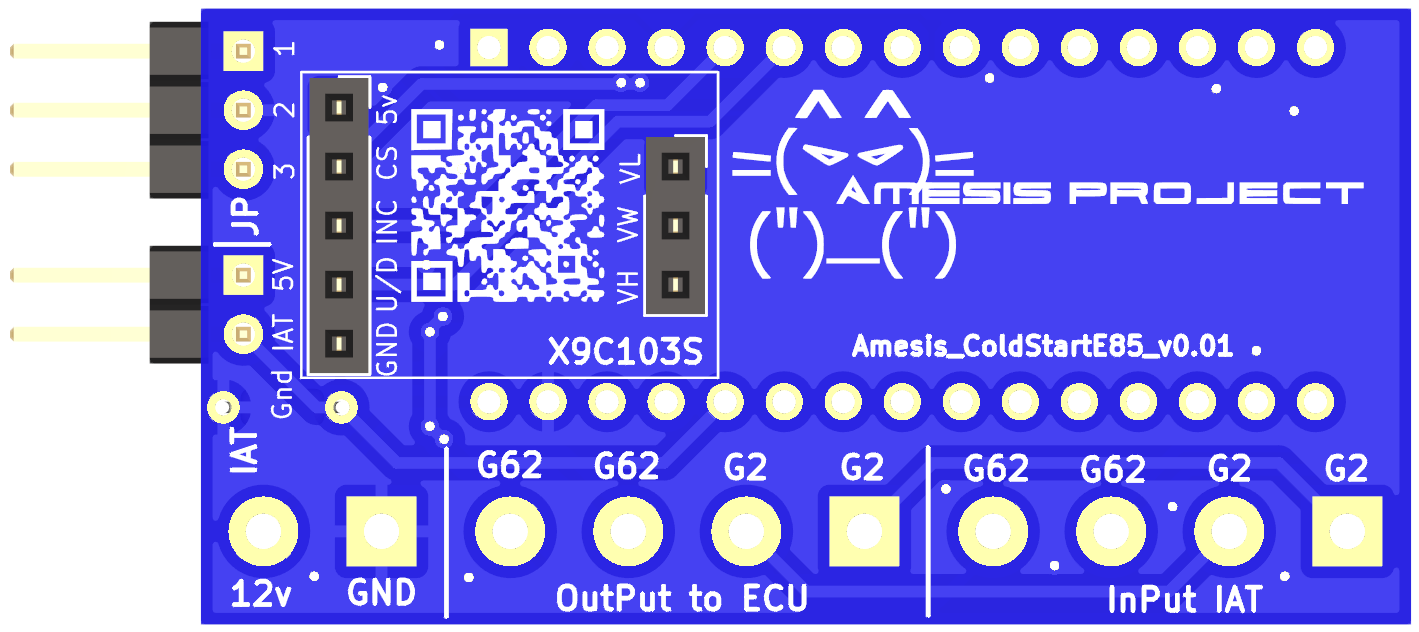 1
2
3
JP
5V
IAT
Gnd
IAT
5v
CS
INC
U/D
GND
VL
VW
VH
X9C103S
=(^ ^)=
AMESIS PROJECT
(")_(")
Amesis_ColdStartE85_v0.01
G62 G62 G2 G2 G62 G62 G2 G2
12v GND OutPut to ECU InPut IAT